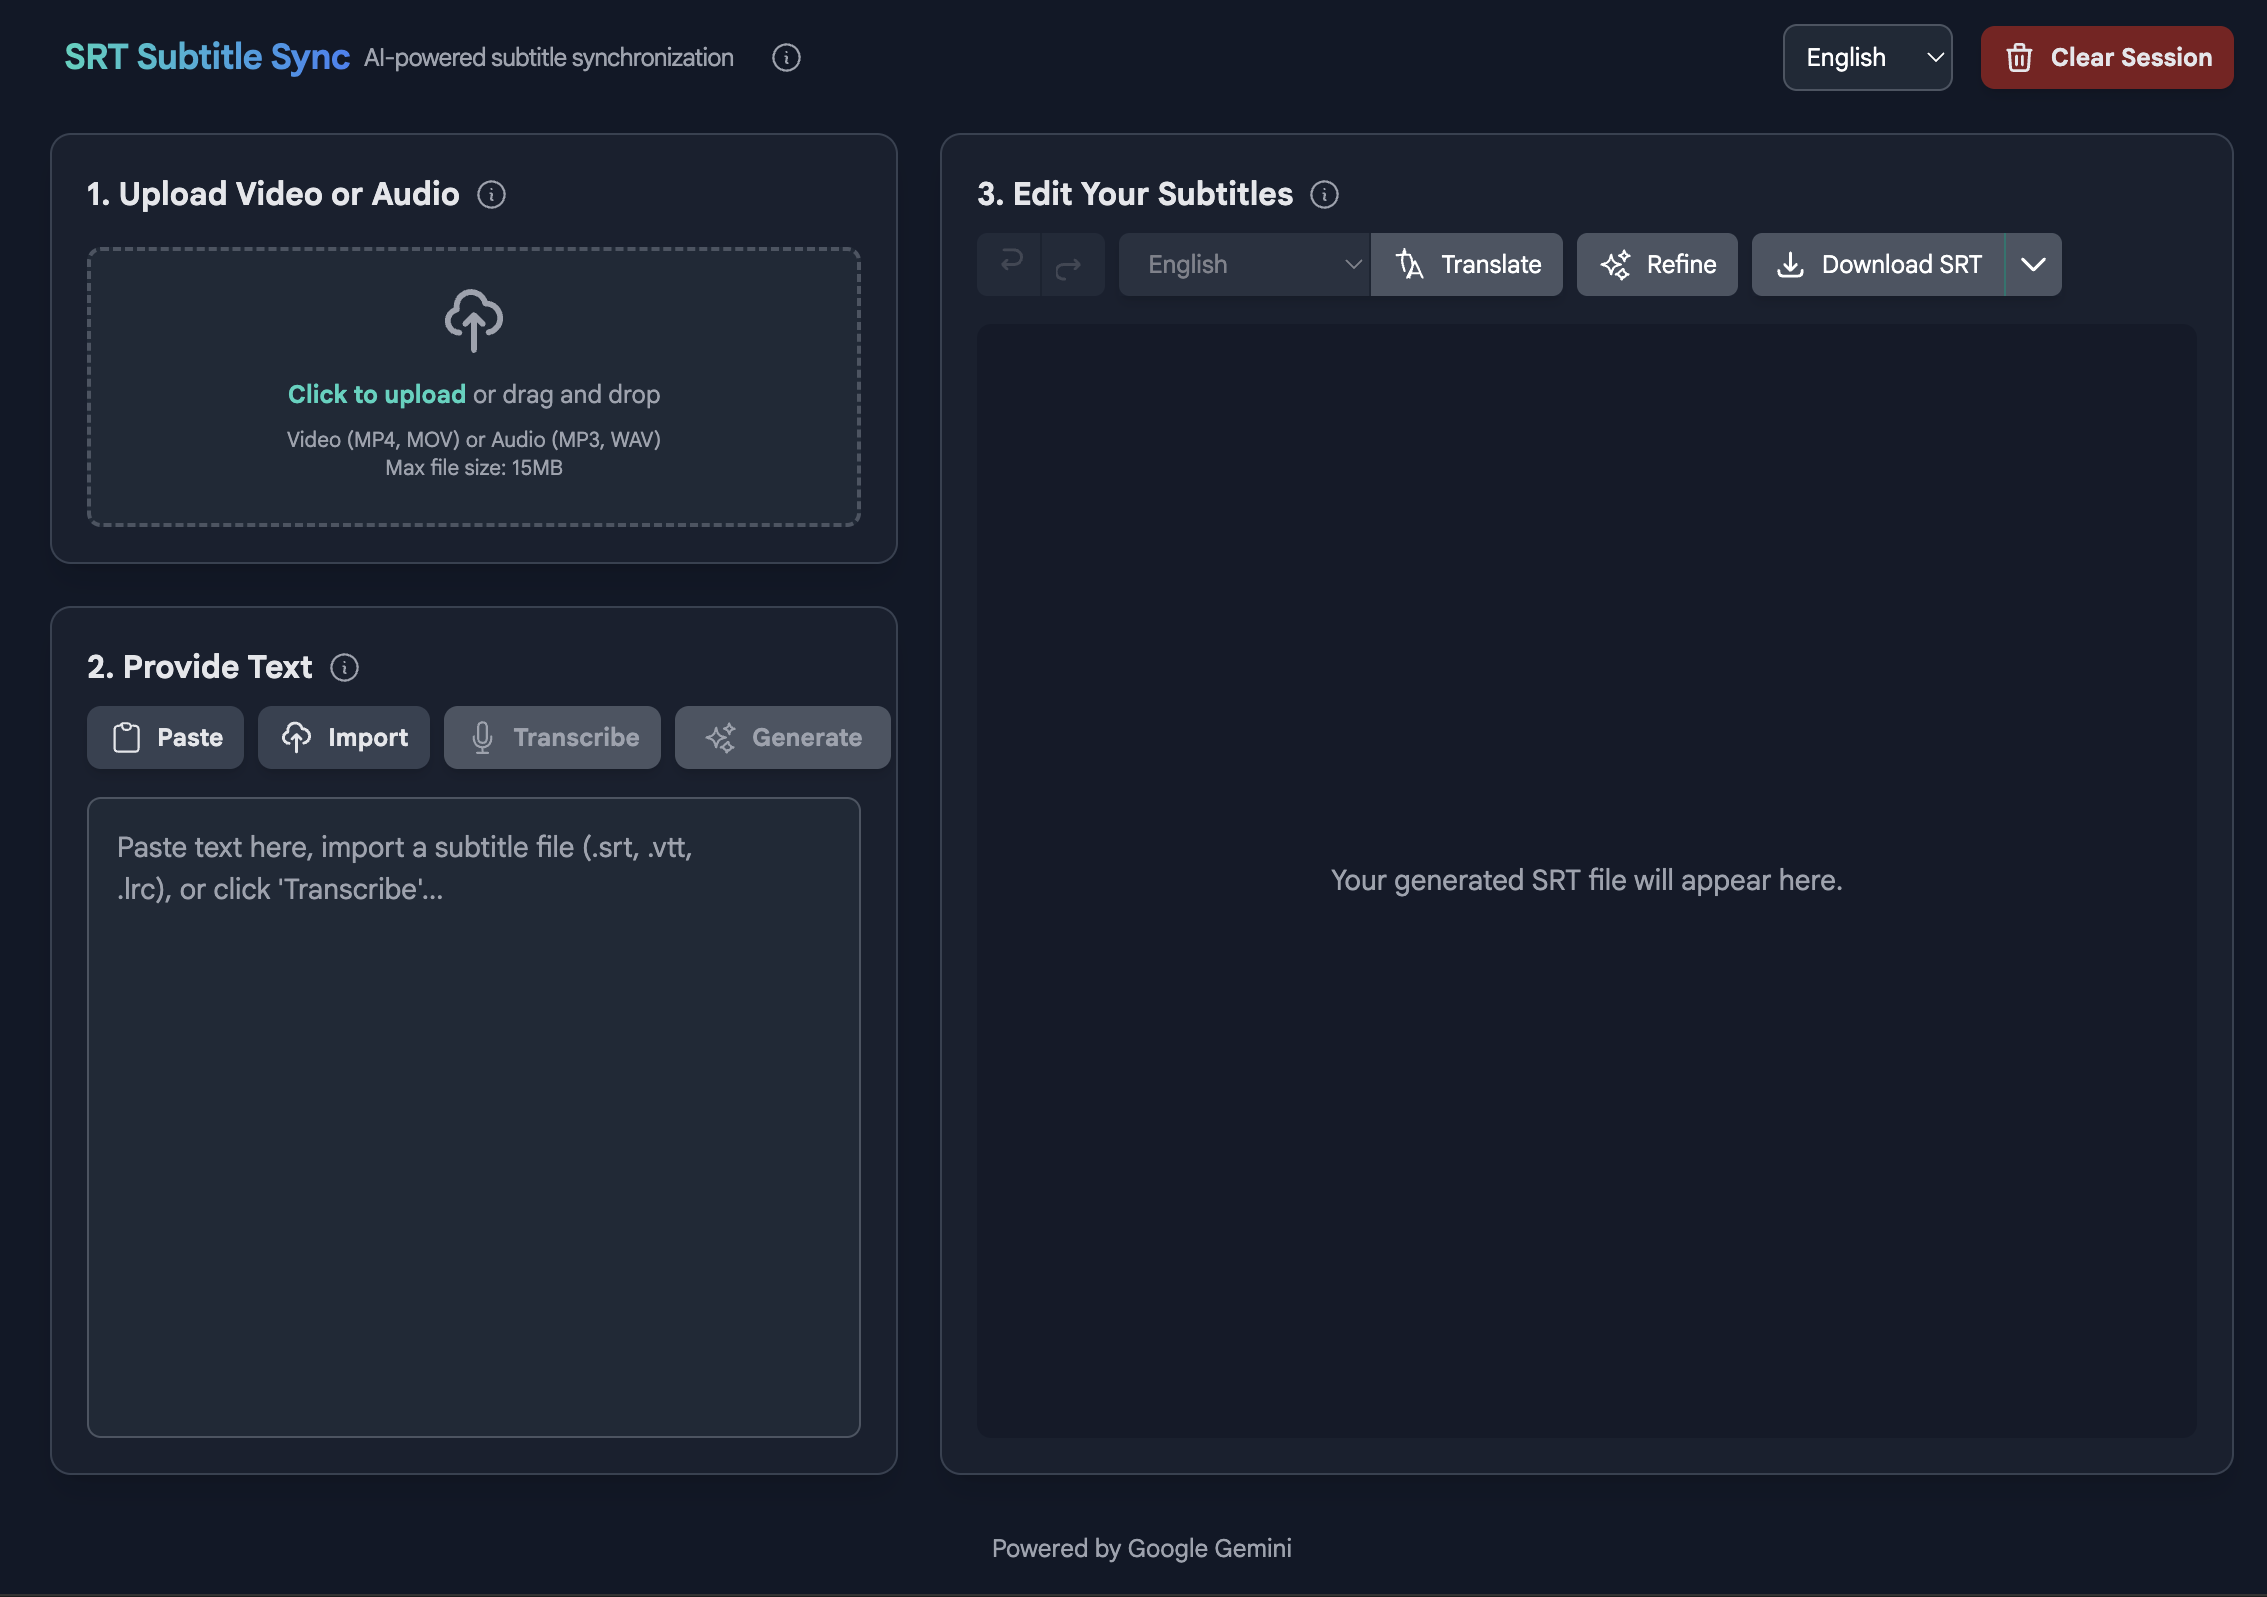 SRT Subtitle Sync AI-powered subtitle synchronization
English
Clear Session
1. Upload Video or Audio
Click to upload or drag and drop
Video (MP4, MOV) or Audio (MP3, WAV)
Max file size: 15MB
2. Provide Text
Paste
Import
Transcribe
Generate
Paste text here, import a subtitle file (.srt, .vtt,
.lrc), or click 'Transcribe'...
3. Edit Your Subtitles
English
Translate
Refine
Download SRT
Your generated SRT file will appear here.
Powered by Google Gemini